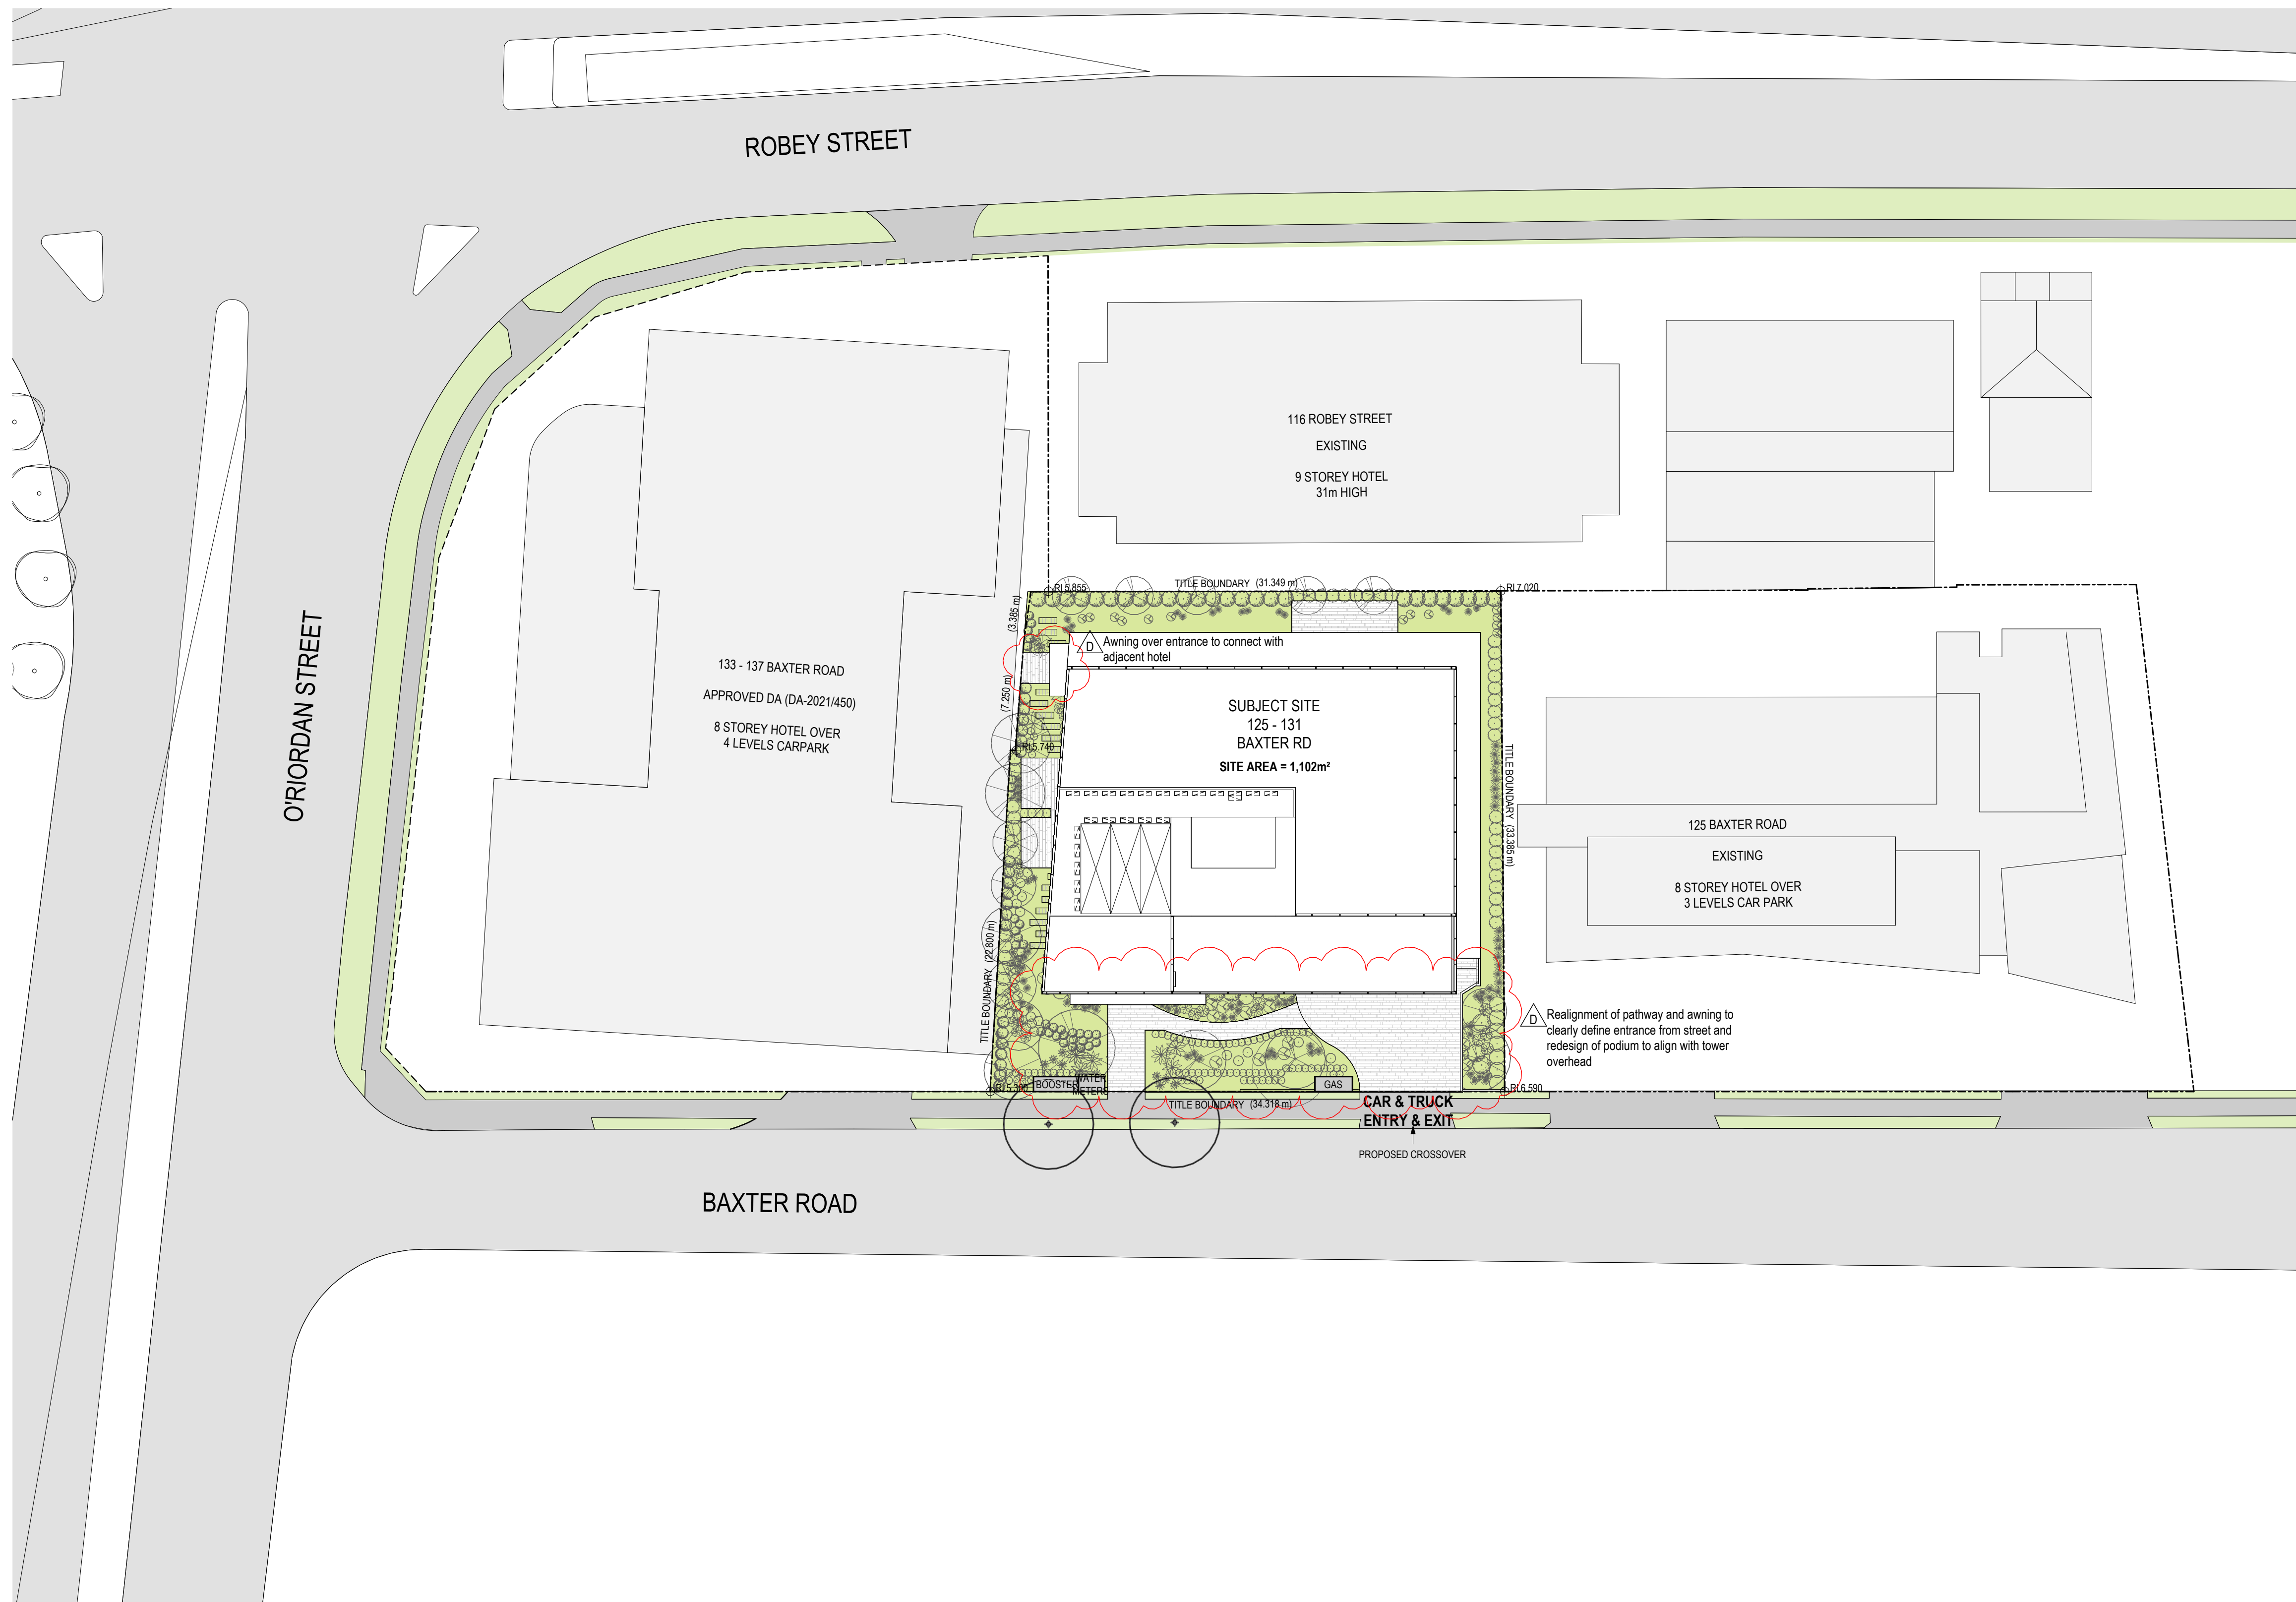 ROBEY STREET
116 ROBEY STREET
EXISTING
9 STOREY HOTEL
31m HIGH
TITLE BOUNDARY (31.349 m)
RL5.855
RL7.020
(3.385 m)
D
Awning over entrance to connect with
adjacent hotel
O'RIORDAN STREET
133 - 137 BAXTER ROAD
APPROVED DA (DA-2021/450)
8 STOREY HOTEL OVER
4 LEVELS CARPARK
(7.250 m)
RL5.740
SUBJECT SITE
125 - 131
BAXTER RD
SITE AREA = 1,102m²
TITLE BOUNDARY (33.385 m)
125 BAXTER ROAD
EXISTING
8 STOREY HOTEL OVER
3 LEVELS CAR PARK
TITLE BOUNDARY (22.800 m)
D
Realignment of pathway and awning to
clearly define entrance from street and
redesign of podium to align with tower
overhead
BOOSTER
WATER
METERS
GAS
RL6.590
TITLE BOUNDARY (34.318 m)
CAR & TRUCK
ENTRY & EXIT
PROPOSED CROSSOVER
BAXTER ROAD